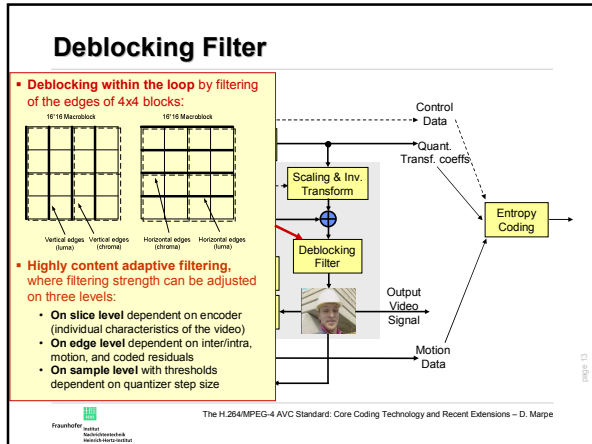 Deblocking Filter
▪ Deblocking within the loop by filtering
of the edges of 4x4 blocks:
16*16 Macroblock
16*16 Macroblock
Vertical edges
(luma)
Vertical edges
(chroma)
Horizontal edges
(chroma)
Horizontal edges
(luma)
▪ Highly content adaptive filtering,
where filtering strength can be adjusted
on three levels:
• On slice level dependent on encoder
(individual characteristics of the video)
• On edge level dependent on inter/intra,
motion, and coded residuals
• On sample level with thresholds
dependent on quantizer step size
Control
Data
Quant.
Transf. coeffs
Scaling & Inv.
Transform
Entropy
Coding
Deblocking
Filter
Output
Video
Signal
Motion
Data
page 13
Fraunhofer Institut
Nachrichtentechnik
Heinrich-Hertz-Institut
The H.264/MPEG-4 AVC Standard: Core Coding Technology and Recent Extensions – D. Marpe